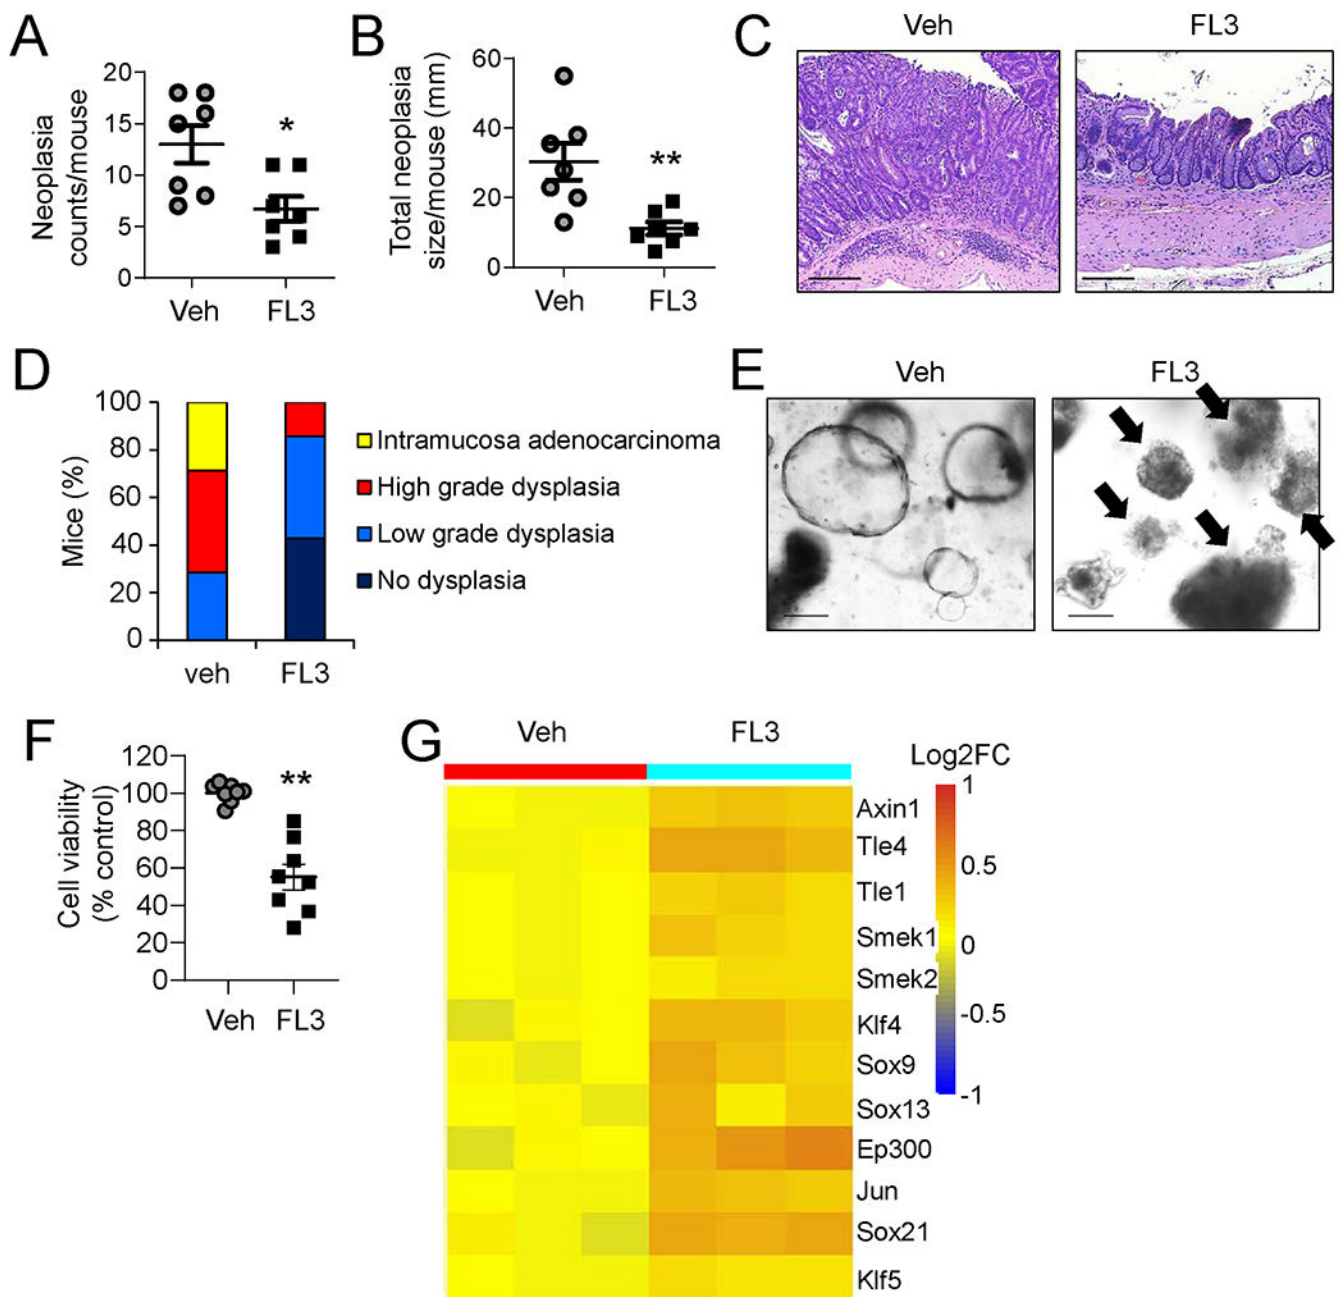 A
Neoplasia
counts/mouse
20
15
10
5
0
*
Veh
FL3
B
Total neoplasia
size/mouse (mm)
60
40
20
0
**
Veh
FL3
C
Veh
FL3
D
Mice (%)
100
80
60
40
20
0
veh
FL3
Intramucosa adenocarcinoma
High grade dysplasia
Low grade dysplasia
No dysplasia
E
Veh
FL3
F
Cell viability
(% control)
120
100
80
60
40
20
0
**
Veh
FL3
G
Veh
FL3
Log2FC
1
0.5
0
-0.5
-1
Axin1
Tle4
Tle1
Smek1
Smek2
Klf4
Sox9
Sox13
Ep300
Jun
Sox21
Klf5